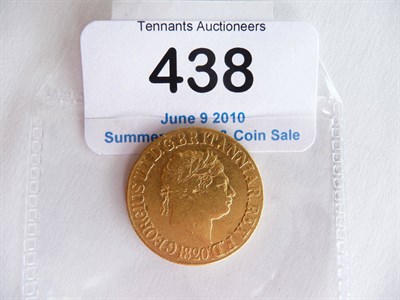 Tennants Auctioneers
438
June 9 2010
Summer & Coin Sale
GEORGIUS III D.G. BRITANNIAR. REX F.D. 1820